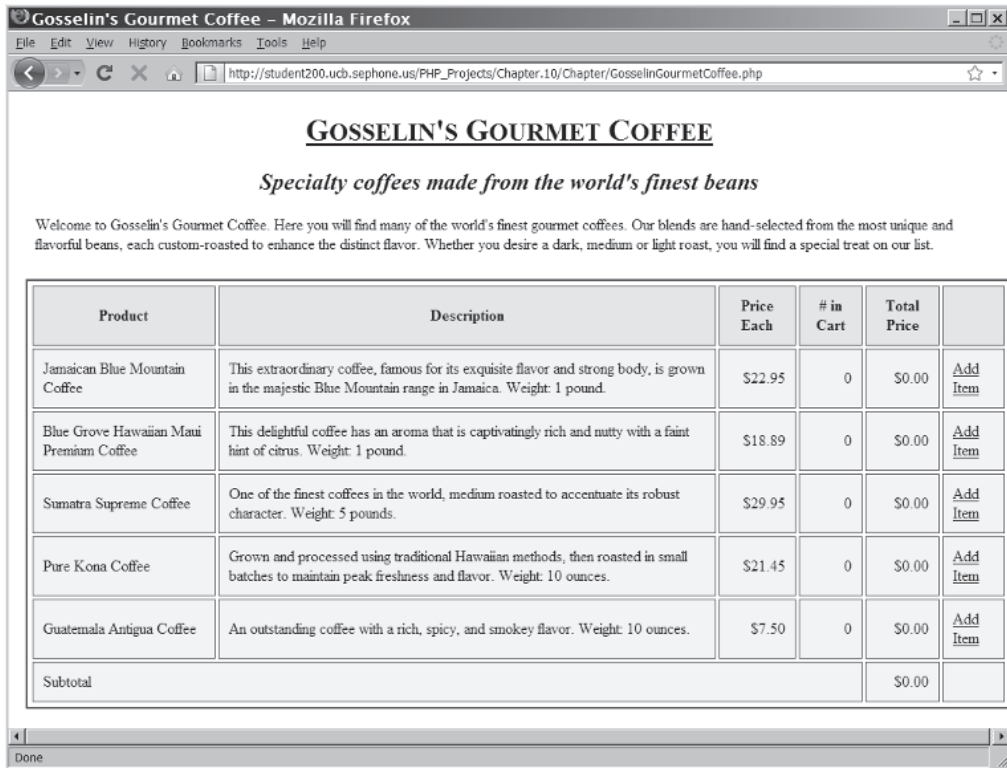 Gosselin's Gourmet Coffee – Mozilla Firefox
File Edit View History Bookmarks Tools Help
http://student200.ucb.sephone.us/PHP_Projects/Chapter.10/Chapter/GosselinGourmetCoffee.php
GOSSELIN'S GOURMET COFFEE
Specialty coffees made from the world's finest beans
Welcome to Gosselin's Gourmet Coffee. Here you will find many of the world's finest gourmet coffees. Our blends are hand-selected from the most unique and
flavorful beans, each custom-roasted to enhance the distinct flavor. Whether you desire a dark, medium or light roast, you will find a special treat on our list.
Product
Description
Price
Each
# in
Cart
Total
Price
Jamaican Blue Mountain
Coffee
This extraordinary coffee, famous for its exquisite flavor and strong body, is grown
in the majestic Blue Mountain range in Jamaica. Weight: 1 pound.
$22.95
0
$0.00
Add
Item
Blue Grove Hawaiian Maui
Premium Coffee
This delightful coffee has an aroma that is captivatingly rich and nutty with a faint
hint of citrus. Weight: 1 pound.
$18.89
0
$0.00
Add
Item
Sumatra Supreme Coffee
One of the finest coffees in the world, medium roasted to accentuate its robust
character. Weight: 5 pounds.
$29.95
0
$0.00
Add
Item
Pure Kona Coffee
Grown and processed using traditional Hawaiian methods, then roasted in small
batches to maintain peak freshness and flavor. Weight: 10 ounces.
$21.45
0
$0.00
Add
Item
Guatemala Antigua Coffee
An outstanding coffee with a rich, spicy, and smokey flavor. Weight: 10 ounces.
$7.50
0
$0.00
Add
Item
Subtotal
$0.00
Done